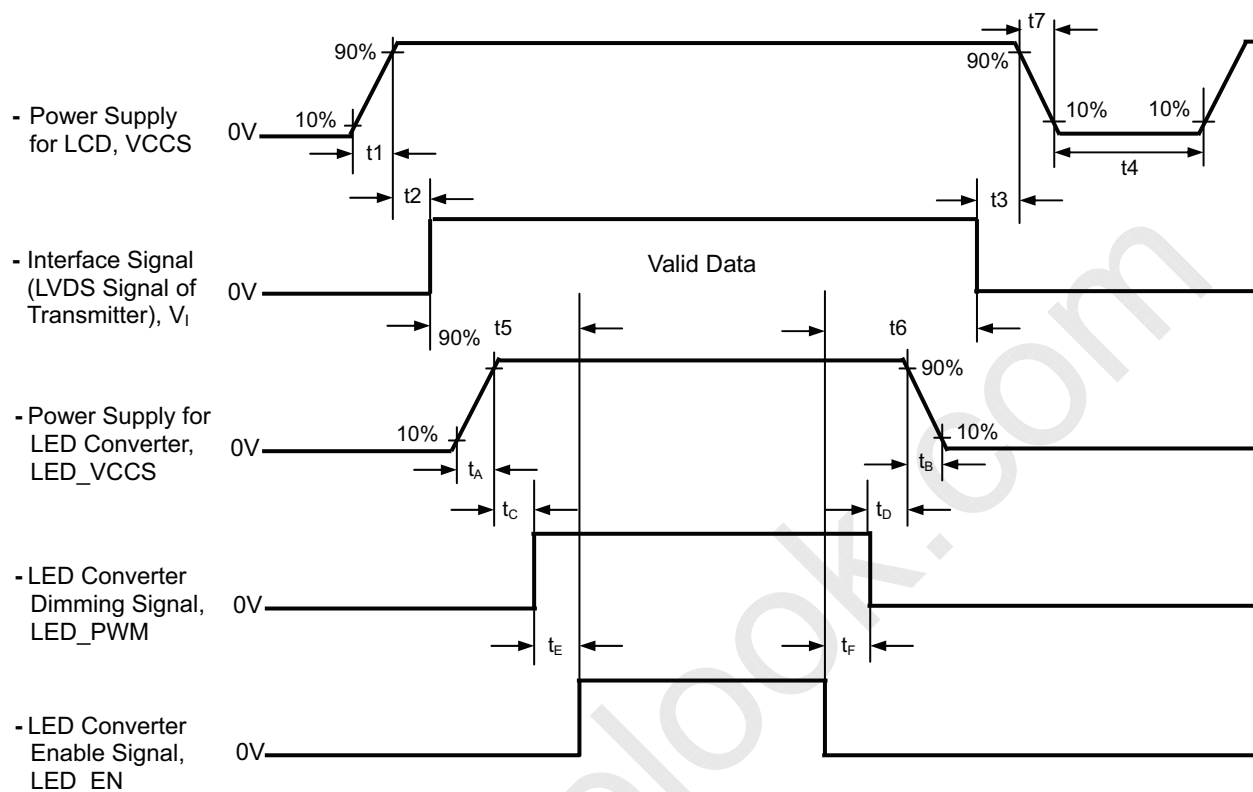 t7
90%
90%
10%
10%
10%
- Power Supply
for LCD, VCCS
0V
t1
t4
t2
t3
- Interface Signal
(LVDS Signal of
Transmitter), VI
0V
Valid Data
t5
t6
90%
90%
- Power Supply for
LED Converter,
LED_VCCS
0V
10%
10%
tA
tB
tC
tD
- LED Converter
Dimming Signal,
LED_PWM
0V
tE
tF
- LED Converter
Enable Signal,
LED_EN
0V
elook.com